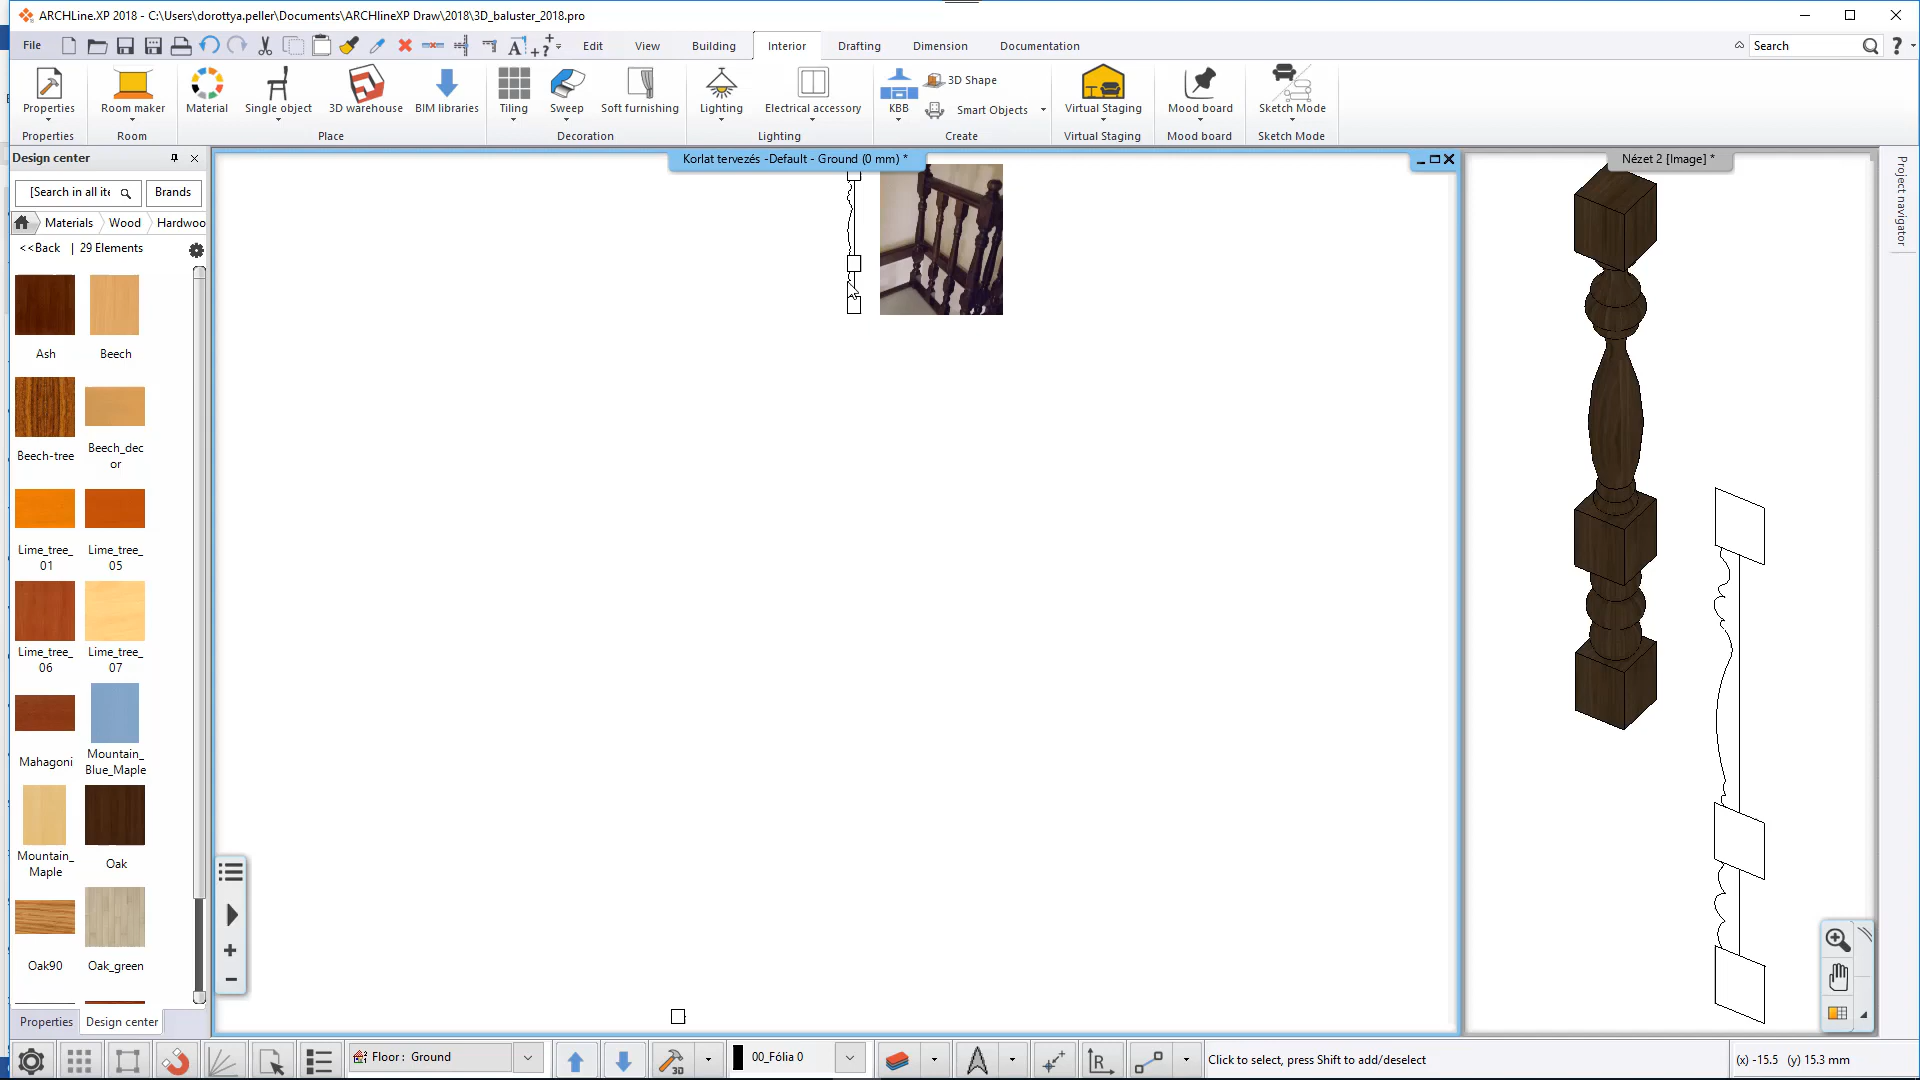 ARCHLine.XP 2018 - C:\Users\dorottya.peller\Documents\ARCHlineXP Draw\2018\3D_baluster_2018.pro
File
Edit
View
Building
Interior
Drafting
Dimension
Documentation
Search
Properties
Room maker
Material
Single object
3D warehouse
BIM libraries
Tiling
Sweep
Soft furnishing
Lighting
Electrical accessory
KBB
3D Shape
Smart Objects
Virtual Staging
Mood board
Sketch Mode
Properties
Room
Place
Decoration
Lighting
Create
Virtual Staging
Mood board
Sketch Mode
Design center
Korlat tervezés -Default - Ground (0 mm) *
Nézet 2 [Image] *
Project navigator
[Search in all ite
Brands
Materials
Wood
Hardwoo
<<Back | 29 Elements
Ash
Beech
Beech-tree
Beech_dec
or
Lime_tree_
01
Lime_tree_
05
Lime_tree_
06
Lime_tree_
07
Mahagoni
Mountain_
Blue_Maple
Mountain_
Maple
Oak
Oak90
Oak_green
Properties
Design center
Floor : Ground
3D
00_Fólia 0
Click to select, press Shift to add/deselect
(x) -15.5 (y) 15.3 mm